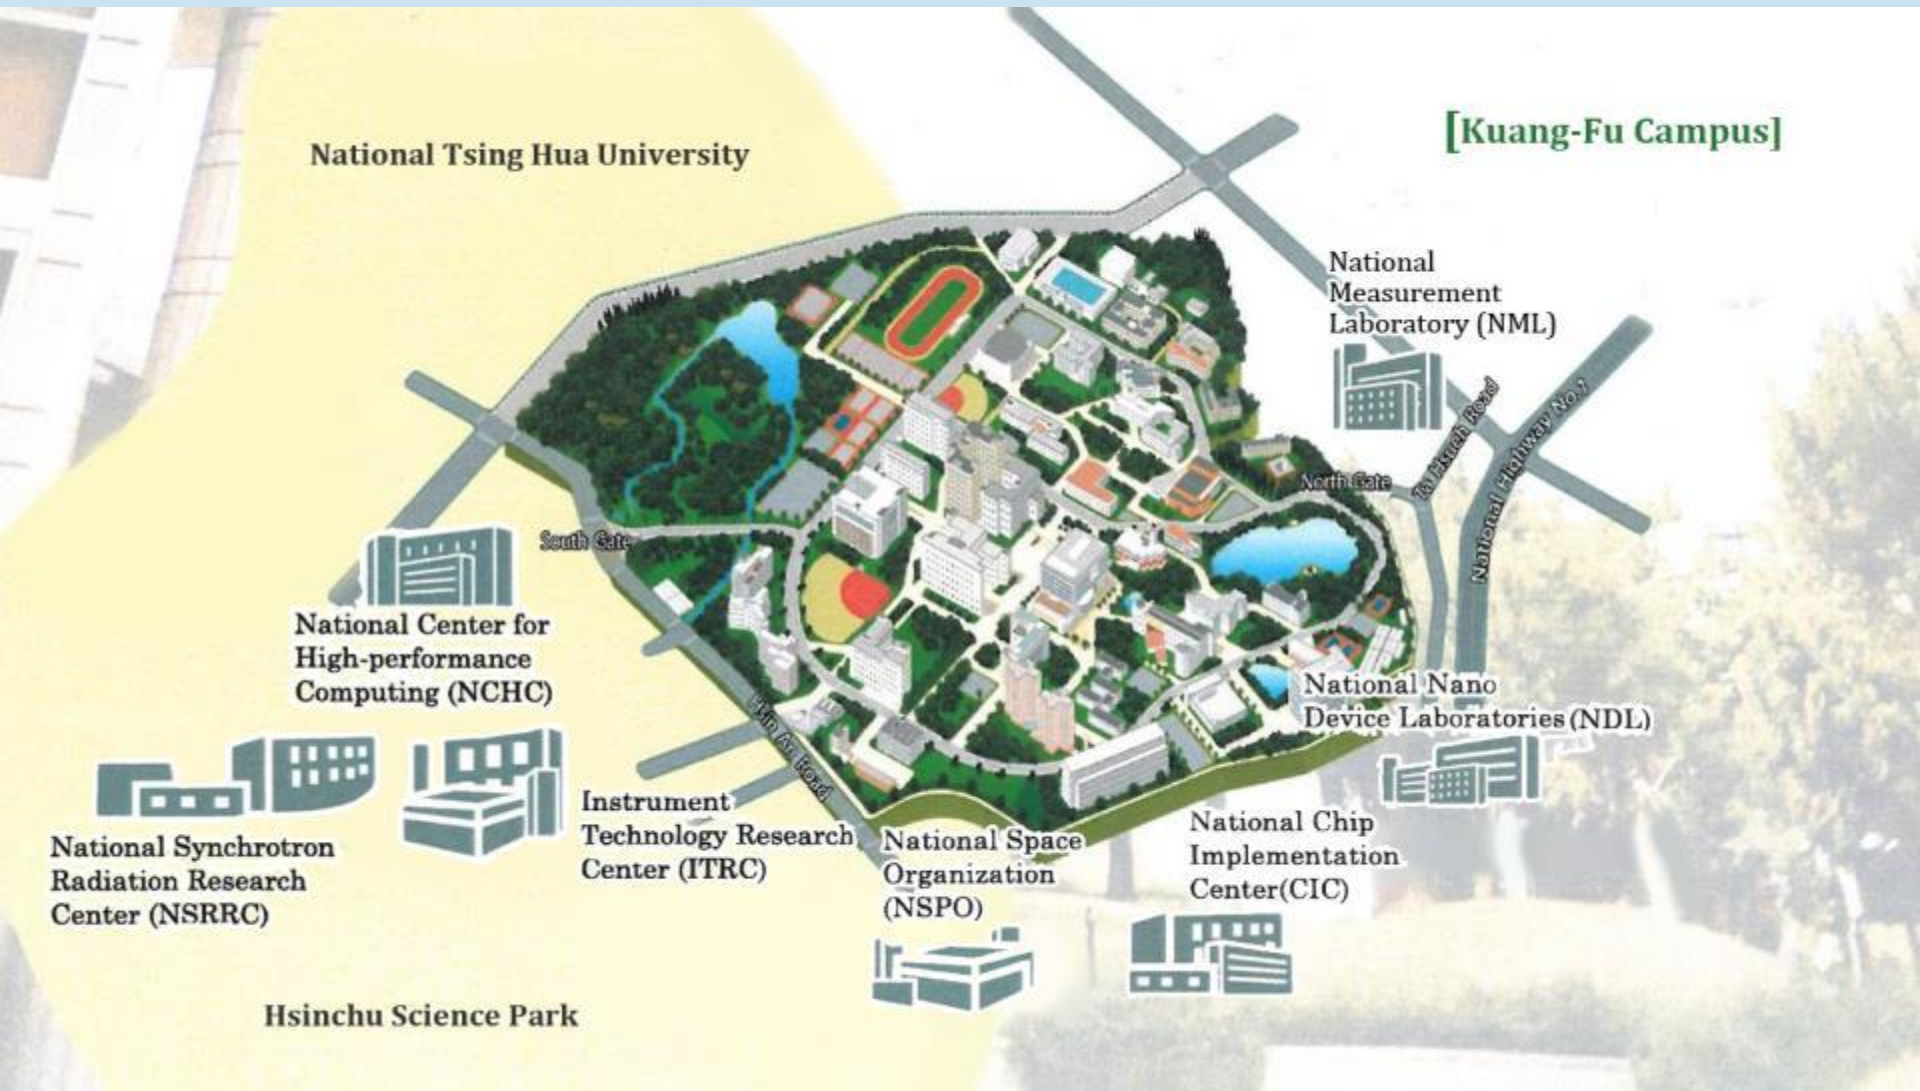 National Tsing Hua University
[Kuang-Fu Campus]
National
Measurement
Laboratory (NML)
Ta Hsueh Road
National Highway No.1
North Gate
South Gate
National Center for
High-performance
Computing (NCHC)
National Nano
Device Laboratories (NDL)
Hsin An Road
Instrument
Technology Research
Center (ITRC)
National Synchrotron
Radiation Research
Center (NSRRC)
National Space
Organization
(NSPO)
National Chip
Implementation
Center(CIC)
Hsinchu Science Park